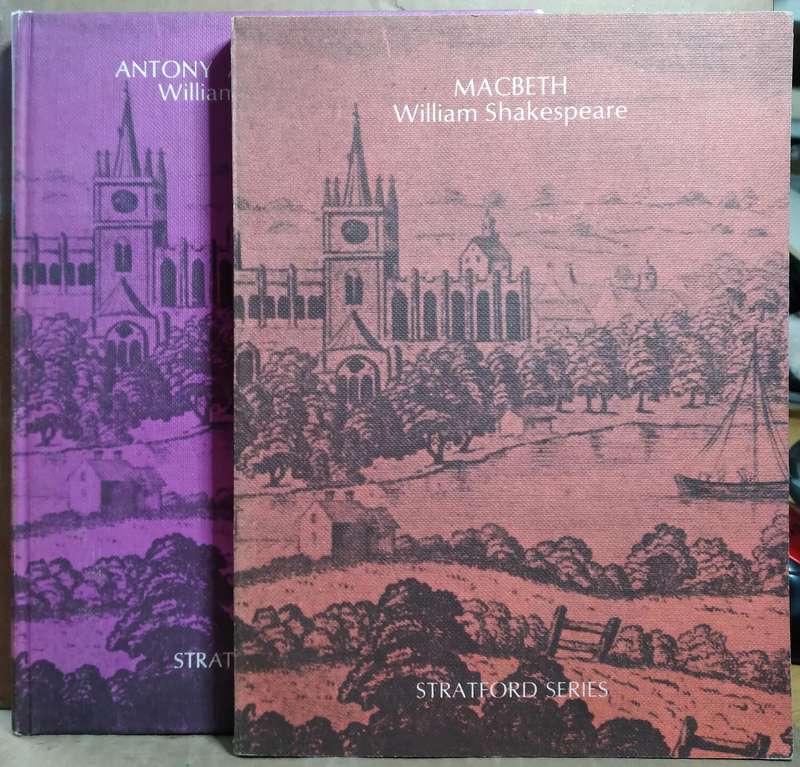 ANTONY
William
STRAT
MACBETH
William Shakespeare
STRATFORD SERIES